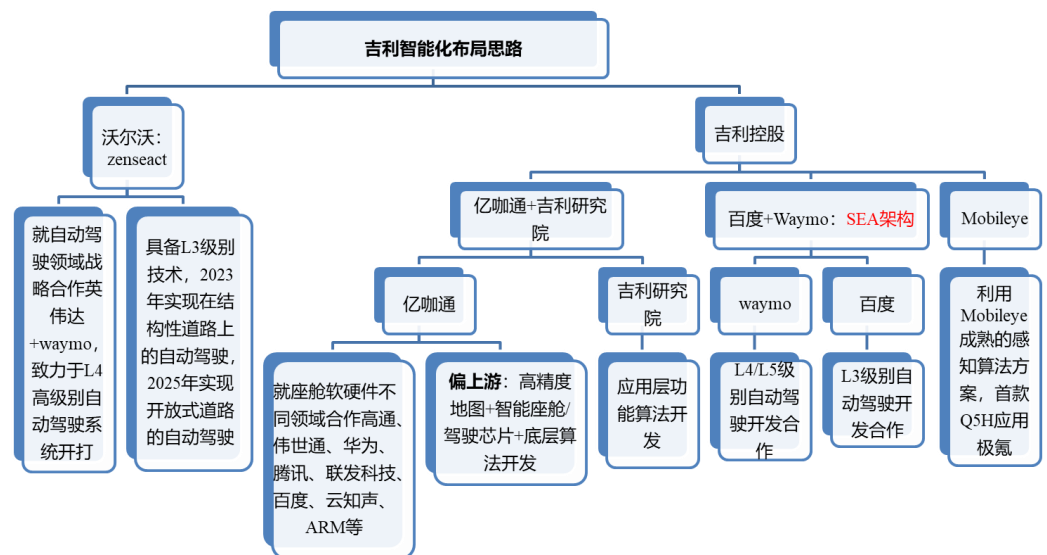 吉利智能化布局思路
沃尔沃：
zenseact
吉利控股
亿咖通+吉利研究
院
百度+Waymo：SEA架构
Mobileye
就自动驾
驶领域战
略合作英
伟达
+waymo，
致力于L4
高级别自
动驾驶系
统开打
具备L3级别
技术，2023
年实现在结
构性道路上
的自动驾驶，
2025年实现
开放式道路
的自动驾驶
亿咖通
吉利研究
院
waymo
百度
利用
Mobileye
成熟的感
知算法方
案，首款
Q5H应用
极氪
就座舱软硬件不
同领域合作高通、
伟世通、华为、
腾讯、联发科技、
百度、云知声、
ARM等
偏上游：高精度
地图+智能座舱/
驾驶芯片+底层算
法开发
应用层功
能算法开
发
L4/L5级
别自动驾
驶开发合
作
L3级别自
动驾驶开
发合作